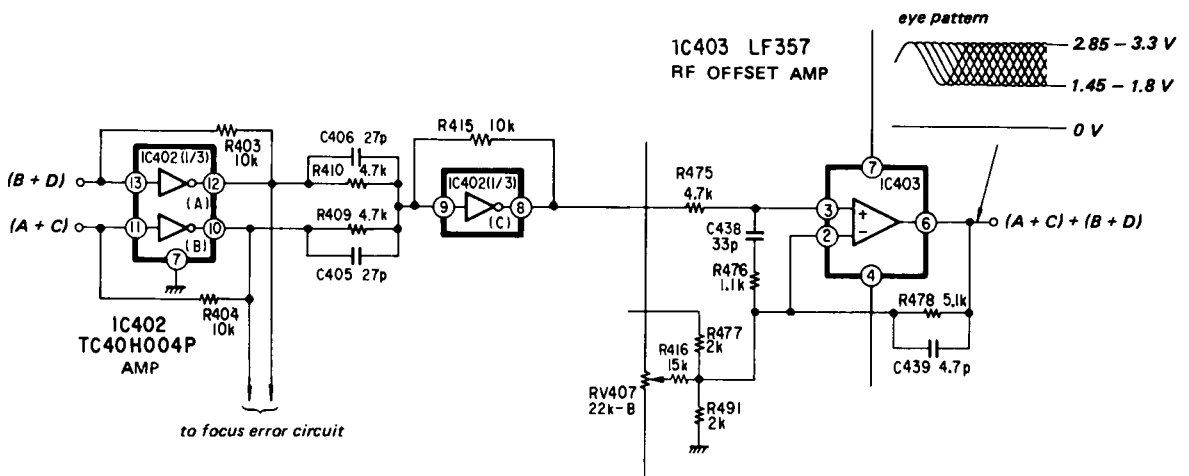 eye pattern
2.85 – 3.3 V
1.45 – 1.8 V
0 V
IC403 LF357
RF OFFSET AMP
R403
10k
IC402(1/3)
(B + D)
13
12
(A)
(A + C)
11
10
(B)
7
R404
10k
IC402
TC40H004P
AMP
to focus error circuit
C406 27p
R410 4.7k
R409 4.7k
C405 27p
R415 10k
IC402(1/3)
9
8
(C)
R475
4.7k
C438
33p
R476
1.1k
R477
2k
R416
15k
RV407
22k-B
R491
2k
7
IC403
3
+
2
−
6
4
(A + C) + (B + D)
R478 5.1k
C439 4.7p